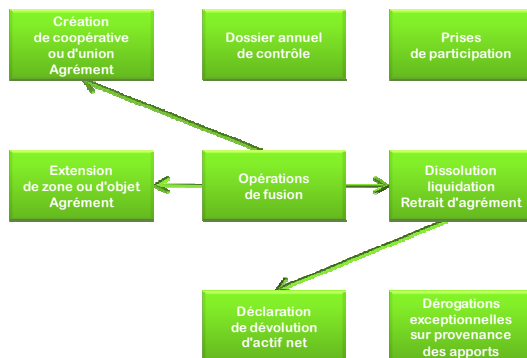 Création
de coopérative
ou d'union
Agrément
Dossier annuel
de contrôle
Prises
de participation
Extension
de zone ou d'objet
Agrément
Opérations
de fusion
Dissolution
liquidation
Retrait d'agrément
Déclaration
de dévolution
d'actif net
Dérogations
exceptionnelles
sur provenance
des apports